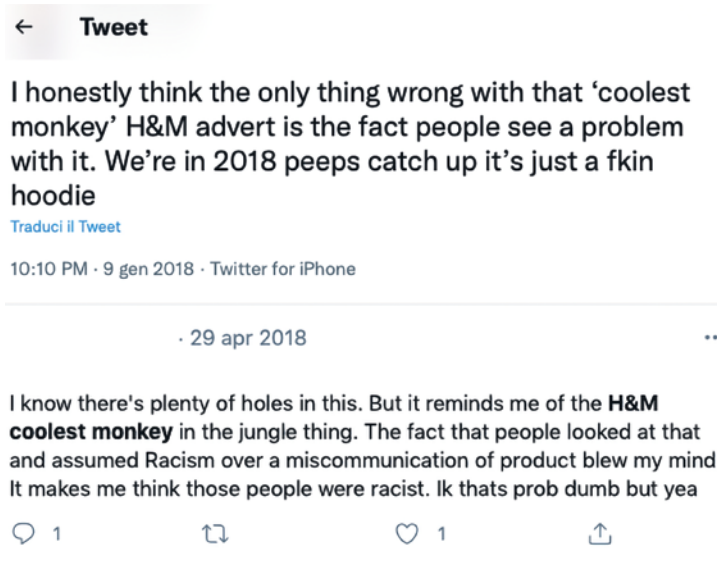 Tweet
I honestly think the only thing wrong with that ‘coolest
monkey’ H&M advert is the fact people see a problem
with it. We’re in 2018 peeps catch up it’s just a fkin
hoodie
Traduci il Tweet
10:10 PM · 9 gen 2018 · Twitter for iPhone
· 29 apr 2018
I know there's plenty of holes in this. But it reminds me of the H&M
coolest monkey in the jungle thing. The fact that people looked at that
and assumed Racism over a miscommunication of product blew my mind
It makes me think those people were racist. Ik thats prob dumb but yea
1 1